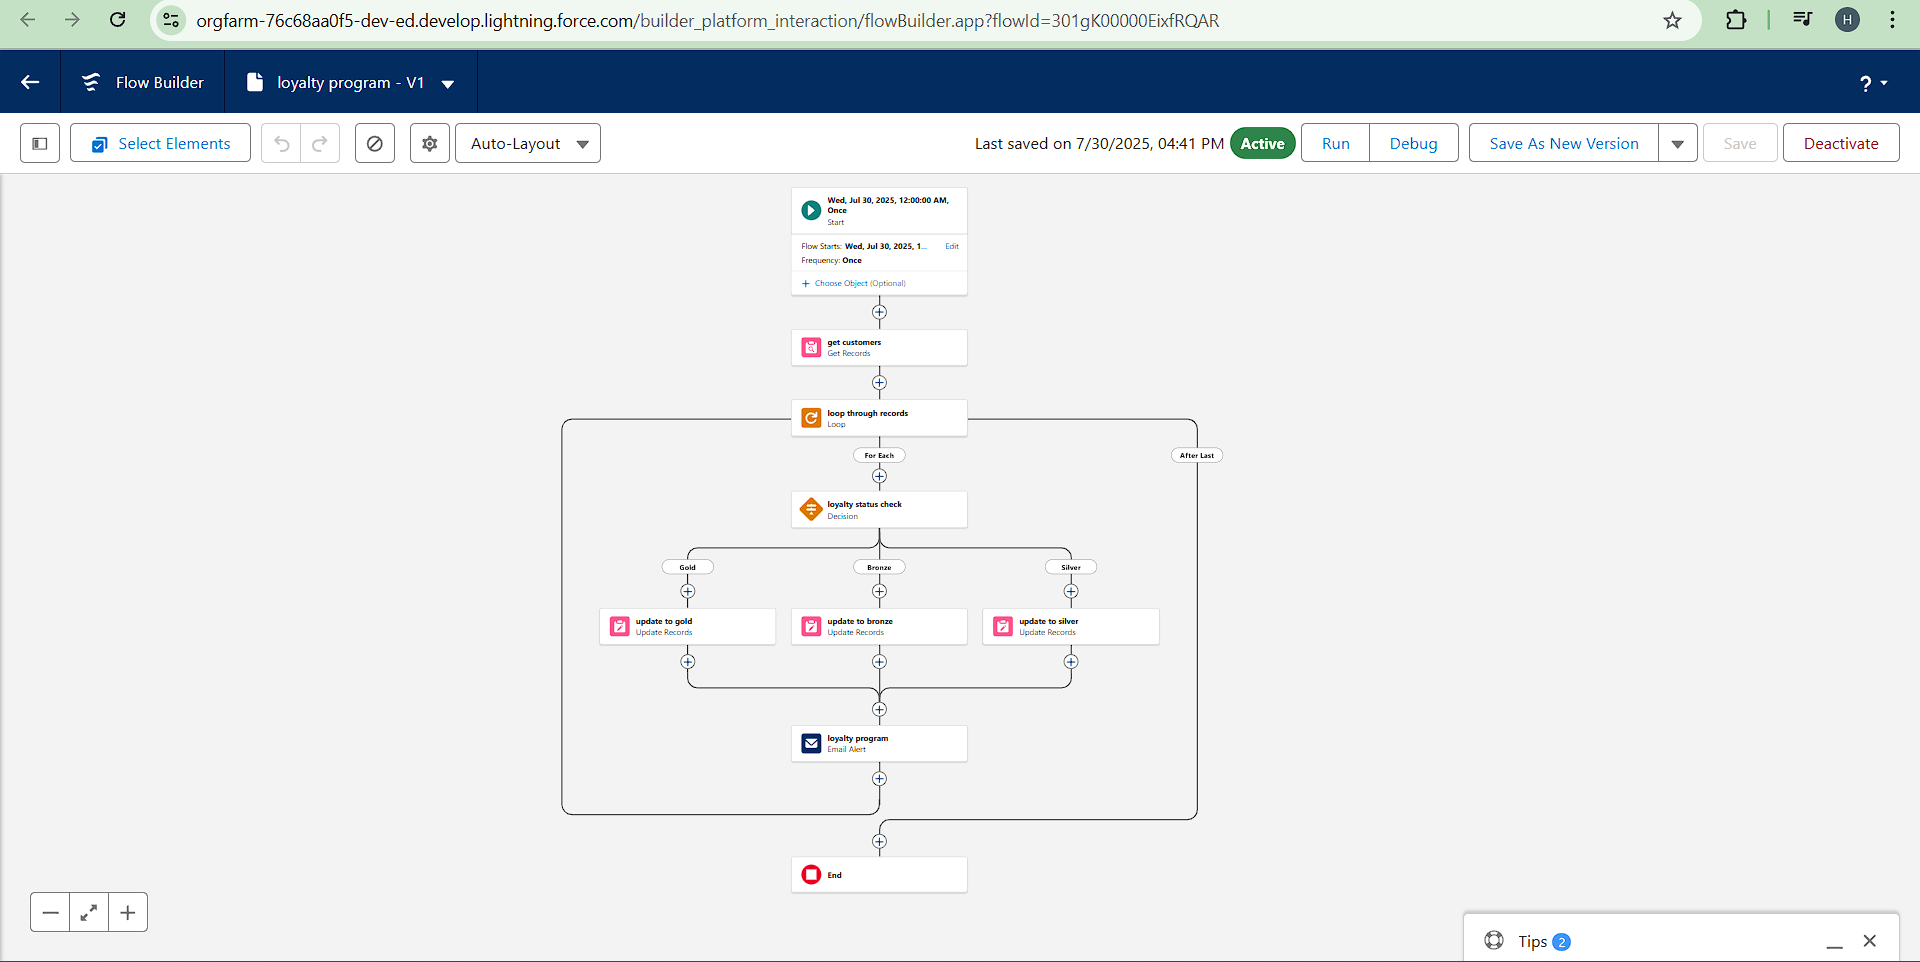 orgfarm-76c68aa0f5-dev-ed.develop.lightning.force.com/builder_platform_interaction/flowBuilder.app?flowId=301gK00000EixfRQAR
H
Flow Builder
loyalty program - V1
?
Select Elements
Auto-Layout
Last saved on 7/30/2025, 04:41 PM
Active
Run
Debug
Save As New Version
Save
Deactivate
Wed, Jul 30, 2025, 12:00:00 AM,
Once
Start
Flow Starts: Wed, Jul 30, 2025, 1...
Edit
Frequency: Once
Choose Object (Optional)
get customers
Get Records
loop through records
Loop
For Each
After Last
loyalty status check
Decision
Gold
Bronze
Silver
update to gold
Update Records
update to bronze
Update Records
update to silver
Update Records
loyalty program
Email Alert
End
Tips 2